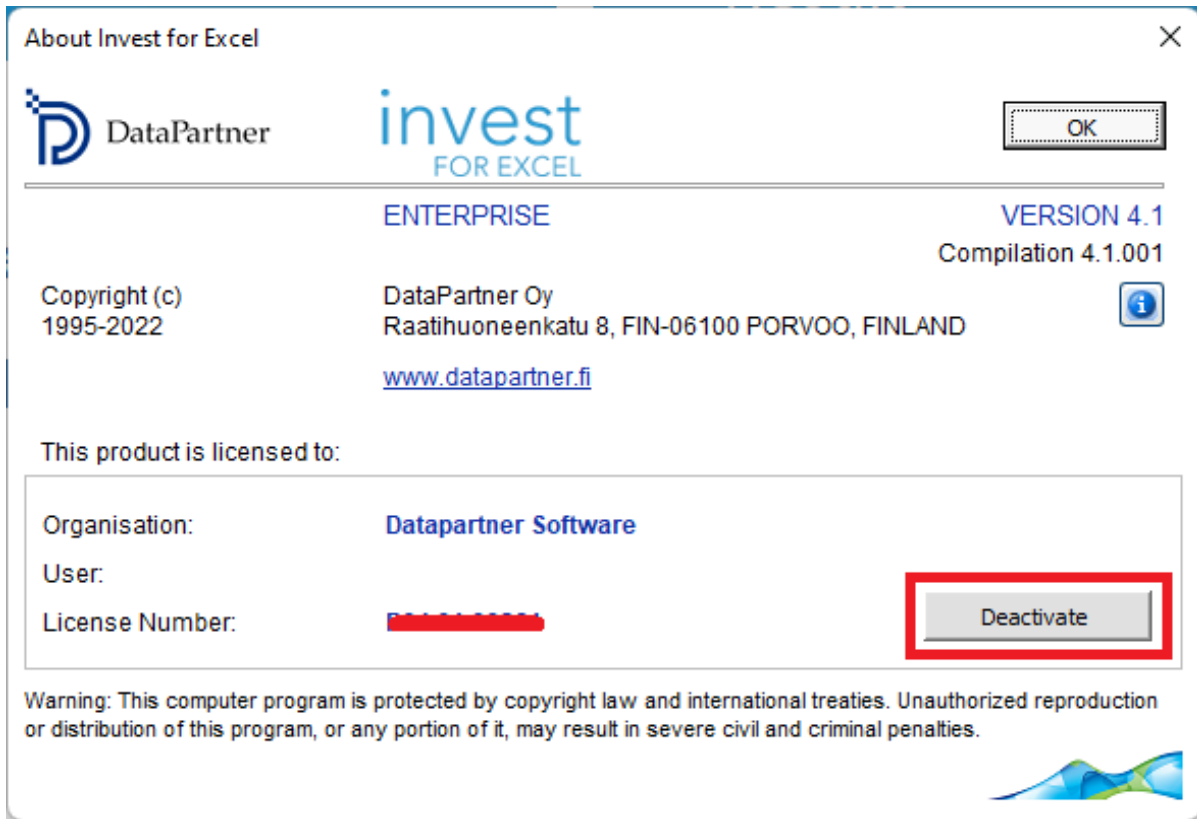 About Invest for Excel
DataPartner
invest
FOR EXCEL
OK
ENTERPRISE
VERSION 4.1
Compilation 4.1.001
Copyright (c)
1995-2022
DataPartner Oy
Raatihuoneenkatu 8, FIN-06100 PORVOO, FINLAND
www.datapartner.fi
This product is licensed to:
Organisation: Datapartner Software
User:
License Number:
Deactivate
Warning: This computer program is protected by copyright law and international treaties. Unauthorized reproduction
or distribution of this program, or any portion of it, may result in severe civil and criminal penalties.